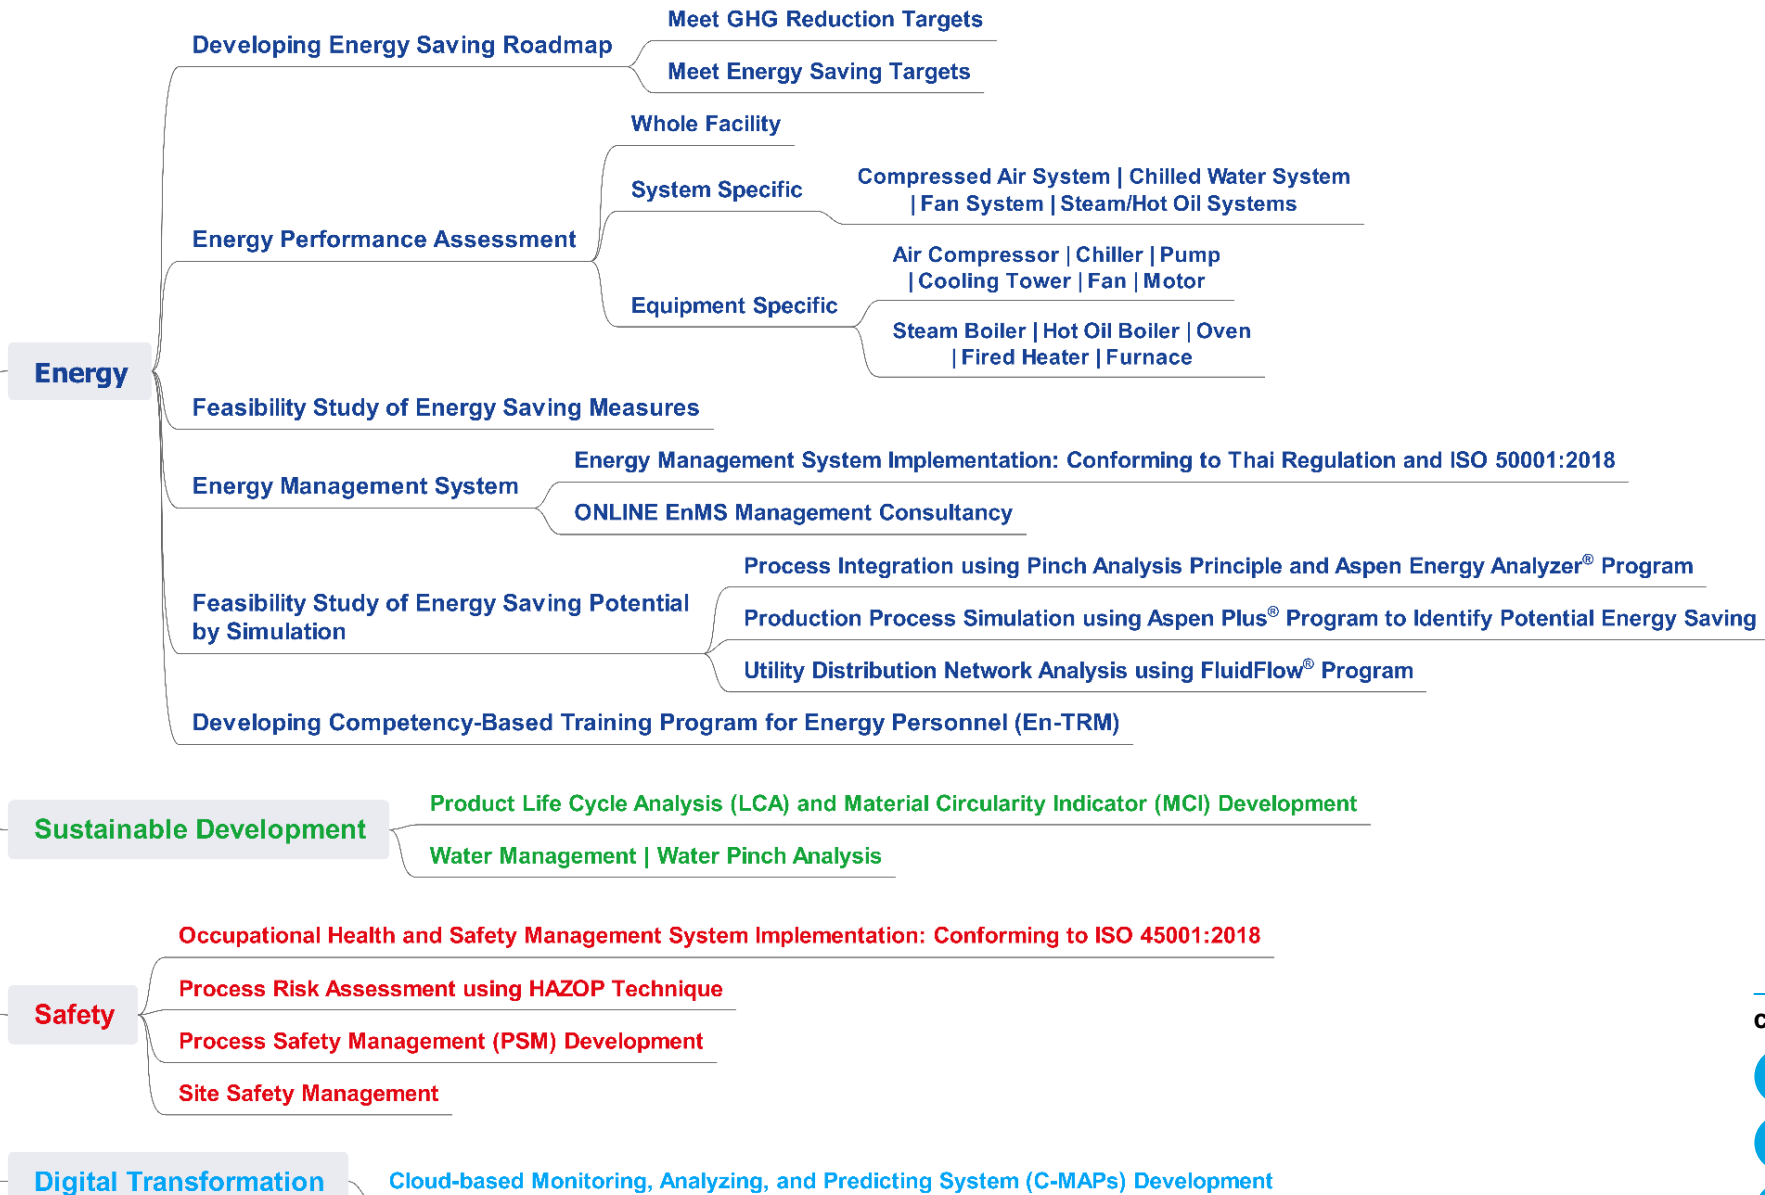 Developing Energy Saving Roadmap
Meet GHG Reduction Targets
Meet Energy Saving Targets
Energy Performance Assessment
Whole Facility
System Specific
Compressed Air System | Chilled Water System
| Fan System | Steam/Hot Oil Systems
Equipment Specific
Air Compressor | Chiller | Pump
| Cooling Tower | Fan | Motor
Steam Boiler | Hot Oil Boiler | Oven
| Fired Heater | Furnace
Energy
Feasibility Study of Energy Saving Measures
Energy Management System
Energy Management System Implementation: Conforming to Thai Regulation and ISO 50001:2018
ONLINE EnMS Management Consultancy
Feasibility Study of Energy Saving Potential
by Simulation
Process Integration using Pinch Analysis Principle and Aspen Energy Analyzer® Program
Production Process Simulation using Aspen Plus® Program to Identify Potential Energy Saving
Utility Distribution Network Analysis using FluidFlow® Program
Developing Competency-Based Training Program for Energy Personnel (En-TRM)
Sustainable Development
Product Life Cycle Analysis (LCA) and Material Circularity Indicator (MCI) Development
Water Management | Water Pinch Analysis
Safety
Occupational Health and Safety Management System Implementation: Conforming to ISO 45001:2018
Process Risk Assessment using HAZOP Technique
Process Safety Management (PSM) Development
Site Safety Management
Digital Transformation
Cloud-based Monitoring, Analyzing, and Predicting System (C-MAPs) Development